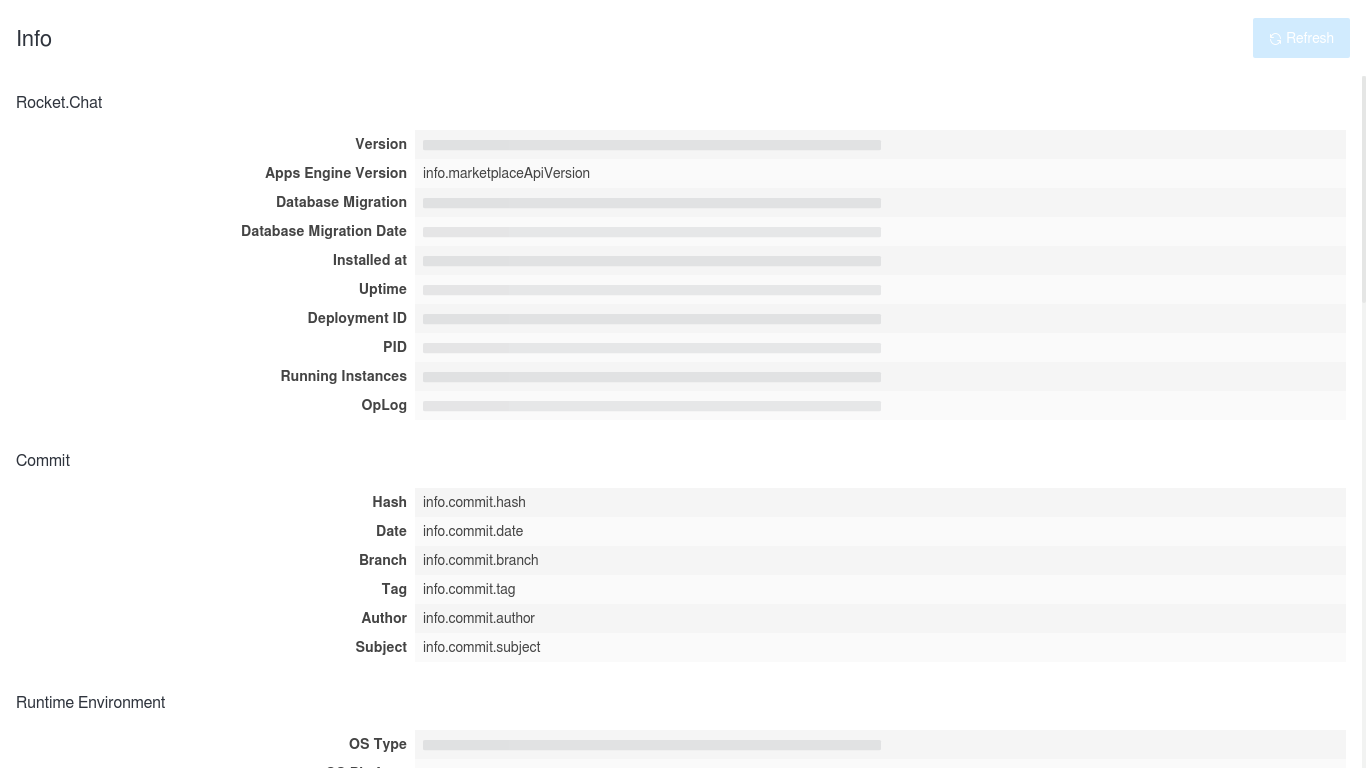 Info
Refresh
Rocket.Chat
Version
Apps Engine Version info.marketplaceApiVersion
Database Migration
Database Migration Date
Installed at
Uptime
Deployment ID
PID
Running Instances
OpLog
Commit
Hash info.commit.hash
Date info.commit.date
Branch info.commit.branch
Tag info.commit.tag
Author info.commit.author
Subject info.commit.subject
Runtime Environment
OS Type